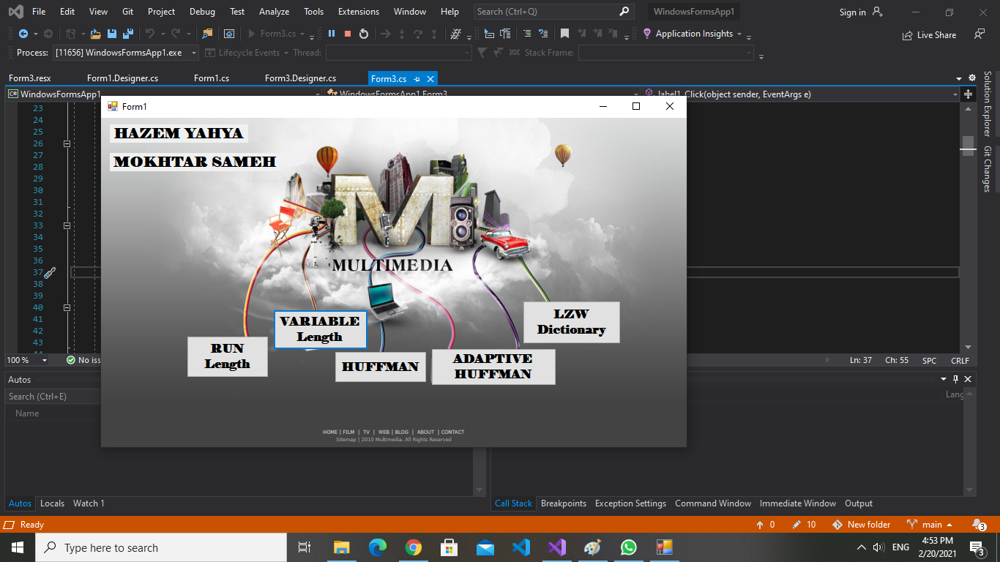 File Edit View Git Project Debug Test Analyze Tools Extensions Window Help Search (Ctrl+Q) WindowsFormsApp1 Sign in
Form3.cs Application Insights Live Share
Process: [11656] WindowsFormsApp1.exe Lifecycle Events Thread: Stack Frame:
Form3.resx Form1.Designer.cs Form1.cs Form3.Designer.cs Form3.cs
C# WindowsFormsApp1 WindowsFormsApp1.Form3 label1_Click(object sender, EventArgs e)
Solution Explorer
Git Changes
23
24
25
26
27
28
29
30
31
32
33
34
35
36
37
38
39
40
41
42
43
44
Form1
HAZEM YAHYA
MOKHTAR SAMEH
M
MULTIMEDIA
RUN
Length
VARIABLE
Length
HUFFMAN
ADAPTIVE
HUFFMAN
LZW
Dictionary
HOME | FILM | TV | WEB | BLOG | ABOUT | CONTACT
Sitemap | 2010 Multimedia. All Rights Reserved
100 % No iss Ln: 37 Ch: 55 SPC CRLF
Autos
Search (Ctrl+E) Lang
Name
Autos Locals Watch 1 Call Stack Breakpoints Exception Settings Command Window Immediate Window Output
Ready 0 10 New folder main 3
Type here to search ENG 4:53 PM
2/20/2021 3